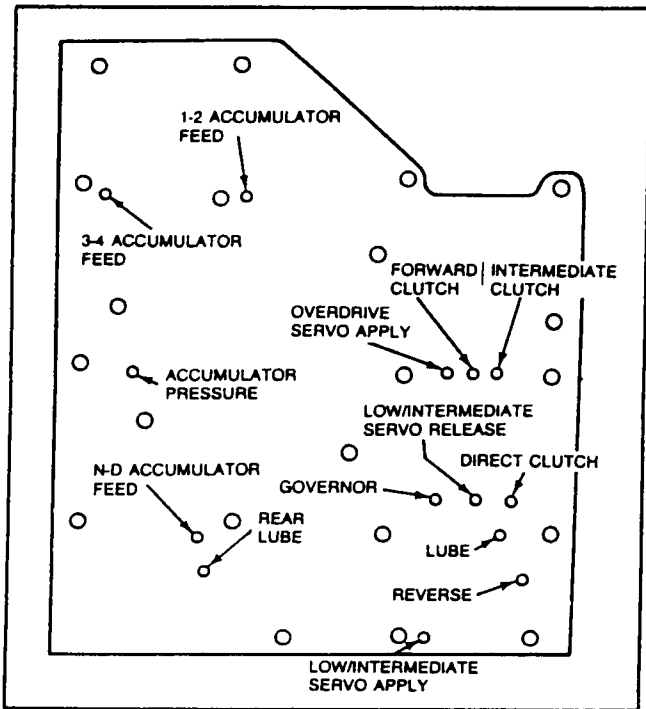 1-2 ACCUMULATOR
FEED
3-4 ACCUMULATOR
FEED
FORWARD
CLUTCH
INTERMEDIATE
CLUTCH
OVERDRIVE
SERVO APPLY
ACCUMULATOR
PRESSURE
LOW/INTERMEDIATE
SERVO RELEASE
N-D ACCUMULATOR
FEED
GOVERNOR
DIRECT CLUTCH
REAR
LUBE
LUBE
REVERSE
LOW/INTERMEDIATE
SERVO APPLY